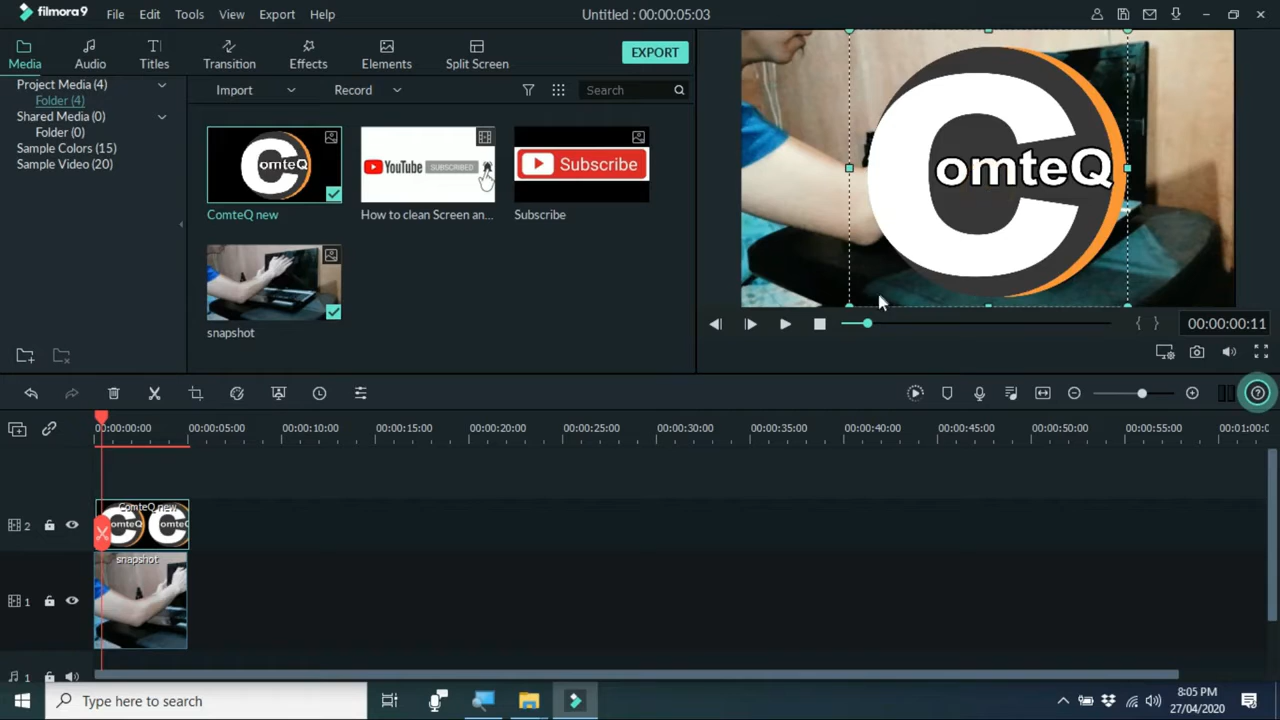 filmora9
File Edit Tools View Export Help
Untitled : 00:00:05:03
Media Audio Titles Transition Effects Elements Split Screen
EXPORT
Project Media (4)
Folder (4)
Shared Media (0)
Folder (0)
Sample Colors (15)
Sample Video (20)
Import Record Search
ComteQ
YouTube SUBSCRIBED
Subscribe
ComteQ new
How to clean Screen an...
Subscribe
snapshot
ComteQ
{ } 00:00:00:11
00:00:00:00 00:00:05:00 00:00:10:00 00:00:15:00 00:00:20:00 00:00:25:00 00:00:30:00 00:00:35:00 00:00:40:00 00:00:45:00 00:00:50:00 00:00:55:00 00:01:00:0
2
ComteQ new
omteQ omteQ
1
snapshot
1
Type here to search
8:05 PM
27/04/2020